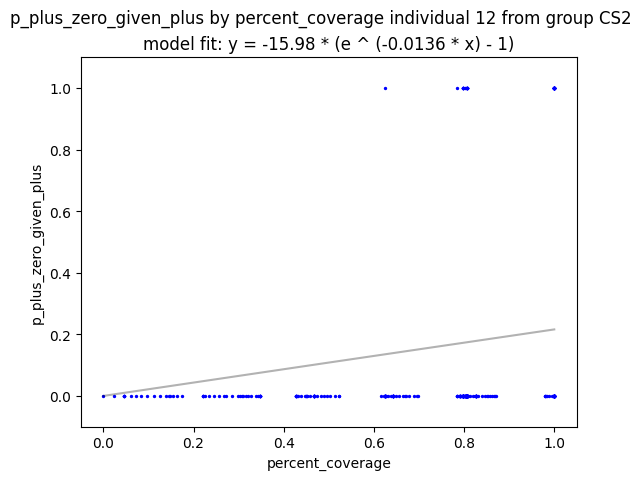 p_plus_zero_given_plus by percent_coverage individual 12 from group CS2
model fit: y = -15.98 * (e ^ (-0.0136 * x) - 1)
1.0
0.8
0.6
0.4
0.2
0.0
p_plus_zero_given_plus
0.0 0.2 0.4 0.6 0.8 1.0
percent_coverage